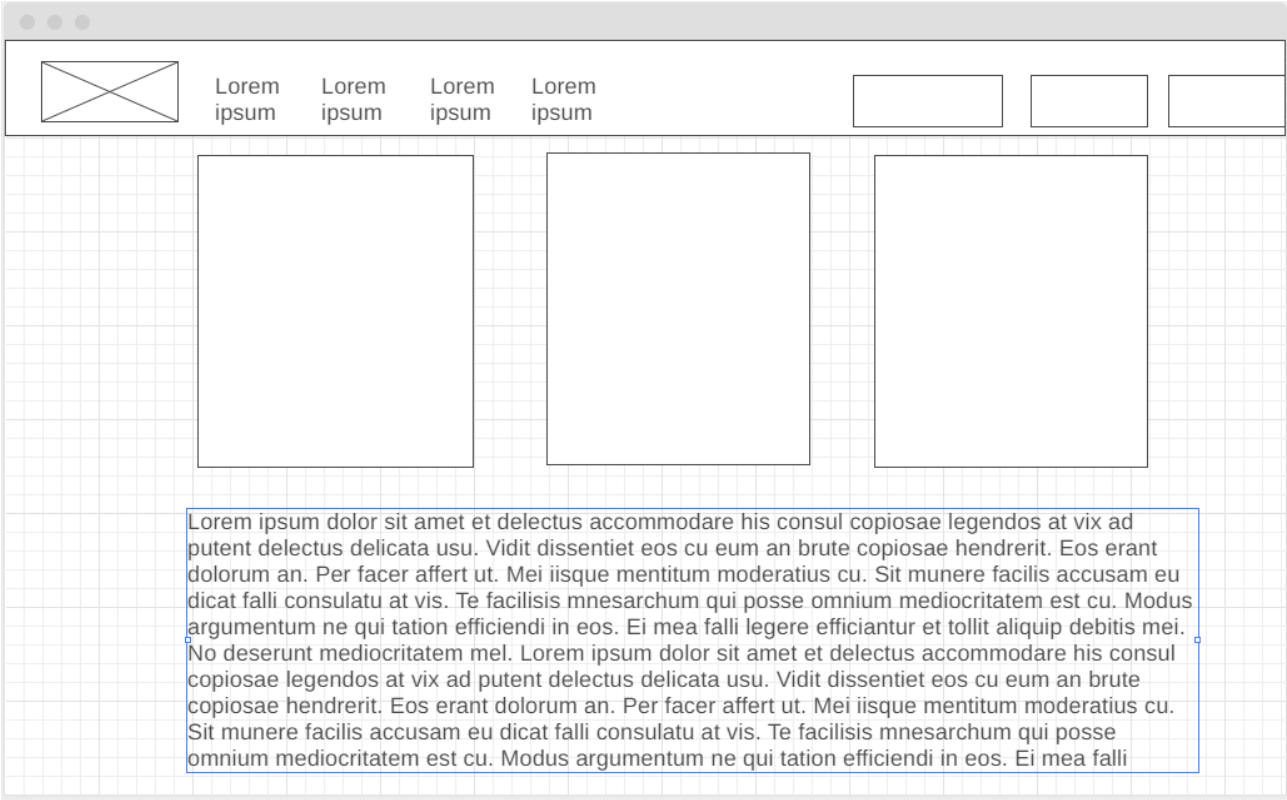 Lorem
ipsum
Lorem
ipsum
Lorem
ipsum
Lorem
ipsum
Lorem ipsum dolor sit amet et delectus accommodare his consul copiosae legendos at vix ad
putent delectus delicata usu. Vidit dissentiet eos cu eum an brute copiosae hendrerit. Eos erant
dolorum an. Per facer affert ut. Mei iisque mentitum moderatius cu. Sit munere facilis accusam eu
dicat falli consulatu at vis. Te facilisis mnesarchum qui posse omnium mediocritatem est cu. Modus
argumentum ne qui tation efficiendi in eos. Ei mea falli legere efficiantur et tollit aliquip debitis mei.
No deserunt mediocritatem mel. Lorem ipsum dolor sit amet et delectus accommodare his consul
copiosae legendos at vix ad putent delectus delicata usu. Vidit dissentiet eos cu eum an brute
copiosae hendrerit. Eos erant dolorum an. Per facer affert ut. Mei iisque mentitum moderatius cu.
Sit munere facilis accusam eu dicat falli consulatu at vis. Te facilisis mnesarchum qui posse
omnium mediocritatem est cu. Modus argumentum ne qui tation efficiendi in eos. Ei mea falli